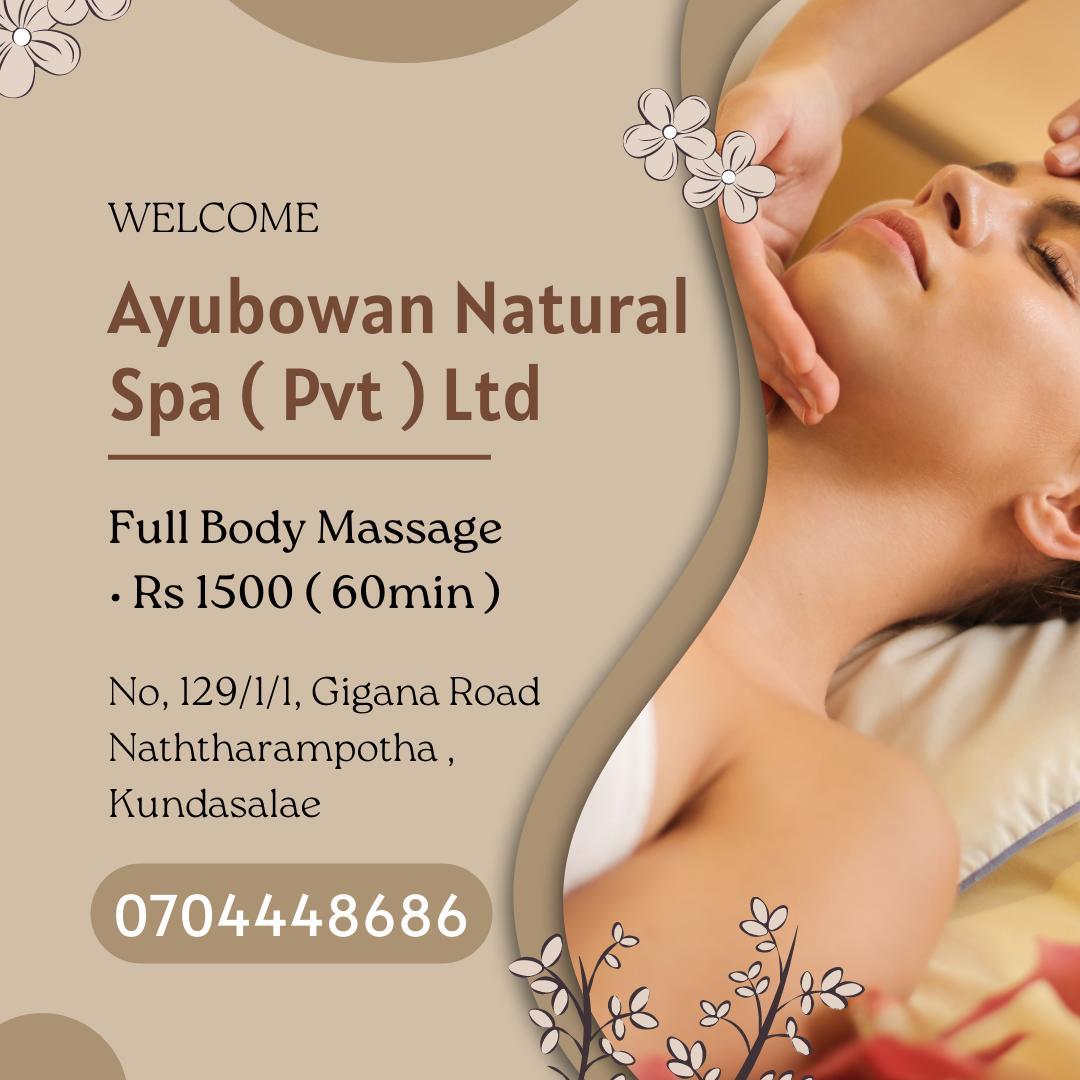 WELCOME
Ayubowan Natural
Spa ( Pvt ) Ltd
Full Body Massage
• Rs 1500 ( 60min )
No, 129/1/1, Gigana Road
Naththarampotha ,
Kundasalae
0704448686